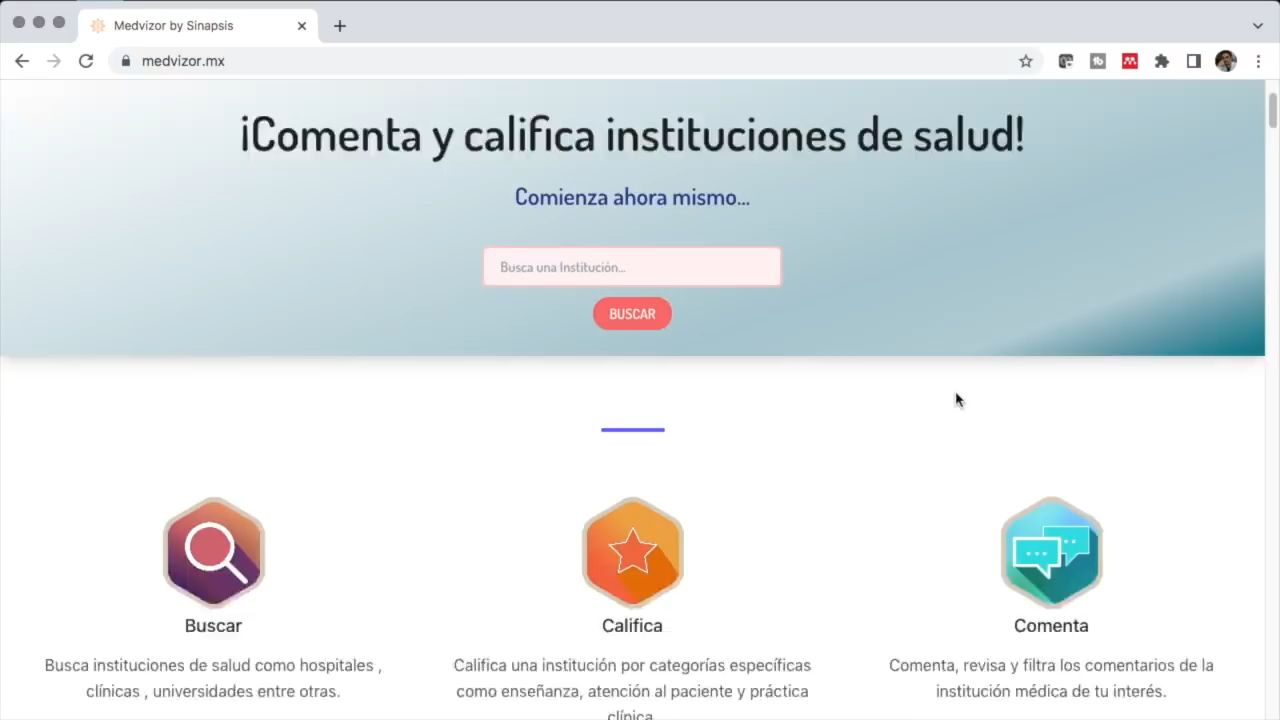 Medvizor by Sinapsis
medvizor.mx
¡Comenta y califica instituciones de salud!
Comienza ahora mismo...
Busca una Institución...
BUSCAR
Buscar
Busca instituciones de salud como hospitales ,
clínicas , universidades entre otras.
Califica
Califica una institución por categorías específicas
como enseñanza, atención al paciente y práctica
clínica.
Comenta
Comenta, revisa y filtra los comentarios de la
institución médica de tu interés.